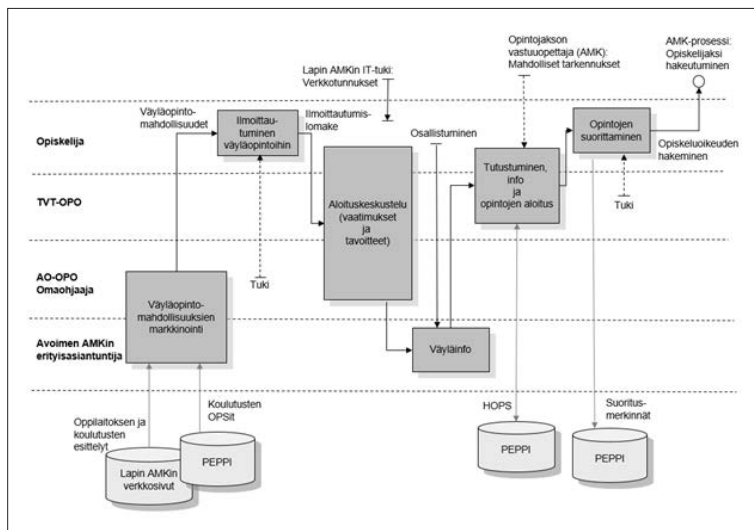 Opintojakson
vastuuopettaja (AMK):
Mahdolliset tarkennukset
AMK-prosessi:
Opiskelijaksi
hakeutuminen
Lapin AMKin IT-tuki:
Verkkotunnukset
Väyläopinto-
mahdollisuudet
Ilmoittau-
tuminen
väyläopintoihin
Ilmoittautumis-
lomake
Osallistuminen
Opintojen
suorittaminen
Opiskeluoikeuden
hakeminen
Opiskelija
Tutustuminen,
info
ja
opintojen aloitus
TVT-OPO
Aloituskeskustelu
(vaatimukset
ja
tavoitteet)
Tuki
Tuki
AO-OPO
Omaohjaaja
Väyläopinto-
mahdollisuuksien
markkinointi
Avoimen AMKin
erityisasiantuntija
Väyläinfo
Oppilaitoksen ja
koulutusten
esittelyt
Koulutusten
OPSit
HOPS
Suoritus-
merkinnät
Lapin AMKin
verkkosivut
PEPPI
PEPPI
PEPPI